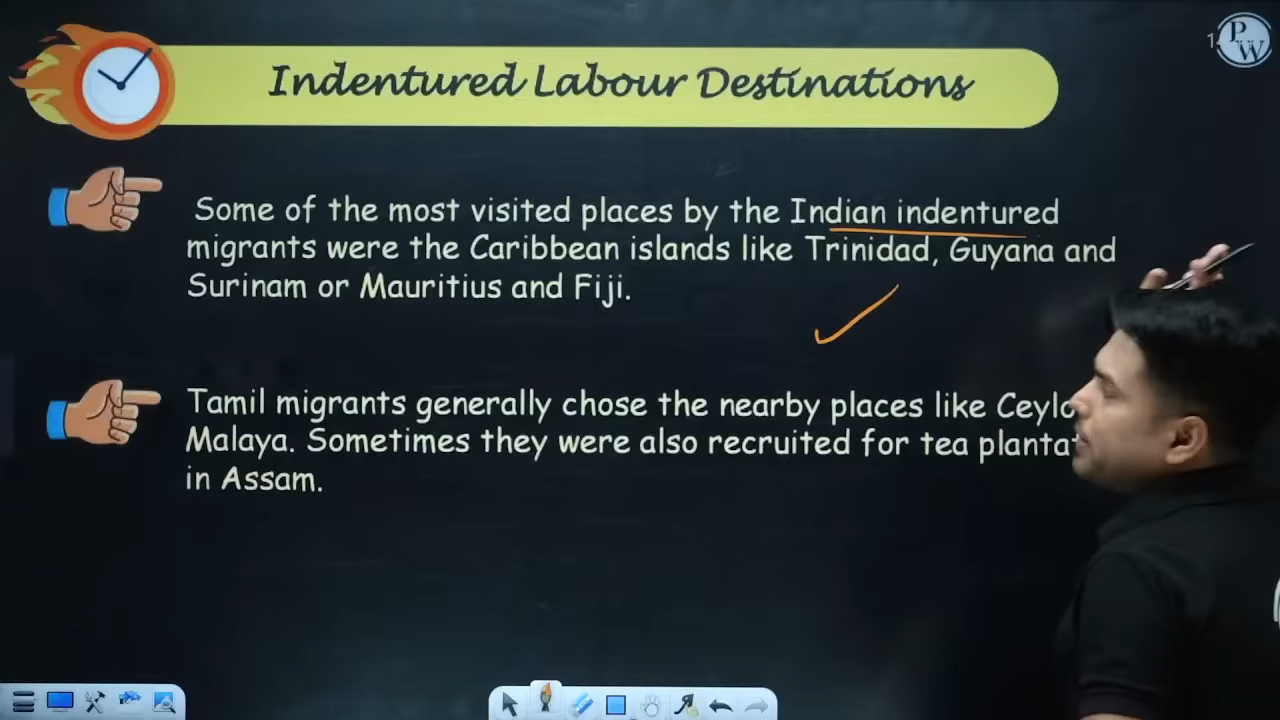 1
PW
Indentured Labour Destinations
Some of the most visited places by the Indian indentured
migrants were the Caribbean islands like Trinidad, Guyana and
Surinam or Mauritius and Fiji.
Tamil migrants generally chose the nearby places like
Malaya. Sometimes they were also recruited for tea
in Assam.